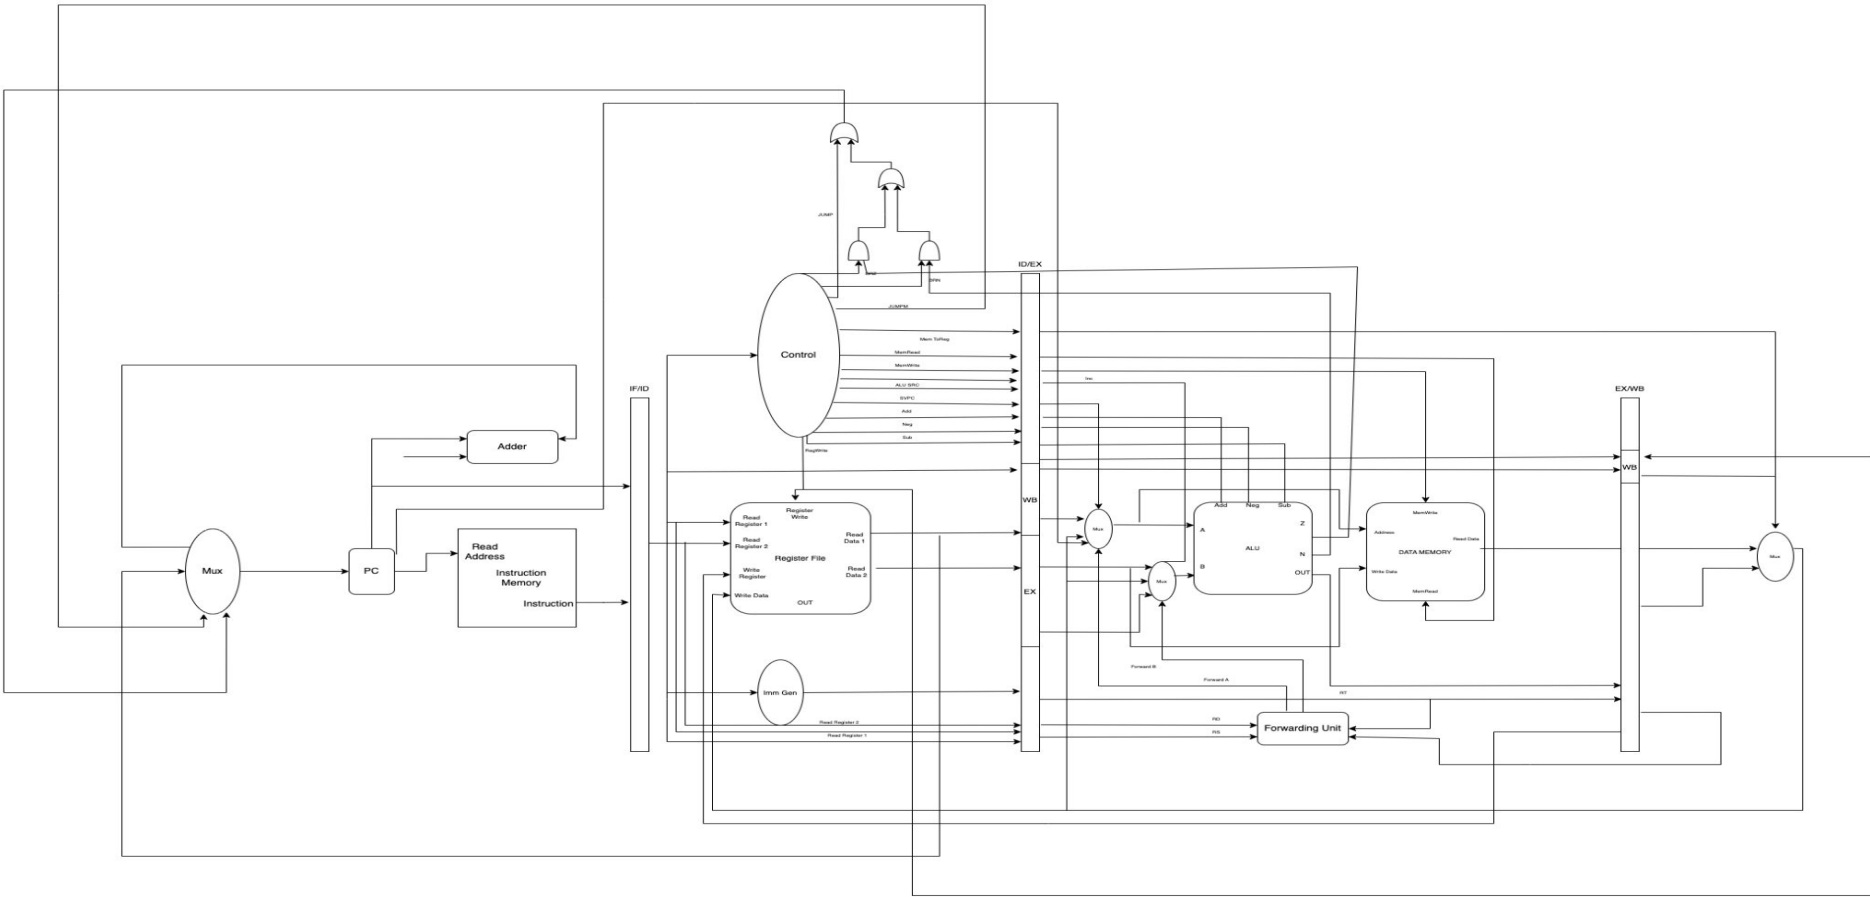 JUMP
BRN
JUMPM
Mem ToReg
MemRead
MemWrite
ALU SRC
SVPC
Add
Neg
Sub
RegWrite
Control
ID/EX
IF/ID
EX/WB
Inc
Adder
Mux
PC
Read
Address
Instruction
Memory
Instruction
Register
Write
Read
Register 1
Read
Register 2
Write
Register
Write Data
Register File
Read
Data 1
Read
Data 2
OUT
WB
EX
Imm Gen
Read Register 2
Read Register 1
Mux
Mux
Add
Neg
Sub
A
B
ALU
Z
N
OUT
MemWrite
Address
Read Data
DATA MEMORY
Write Data
MemRead
WB
Mux
Forward B
Forward A
RT
RD
RS
Forwarding Unit